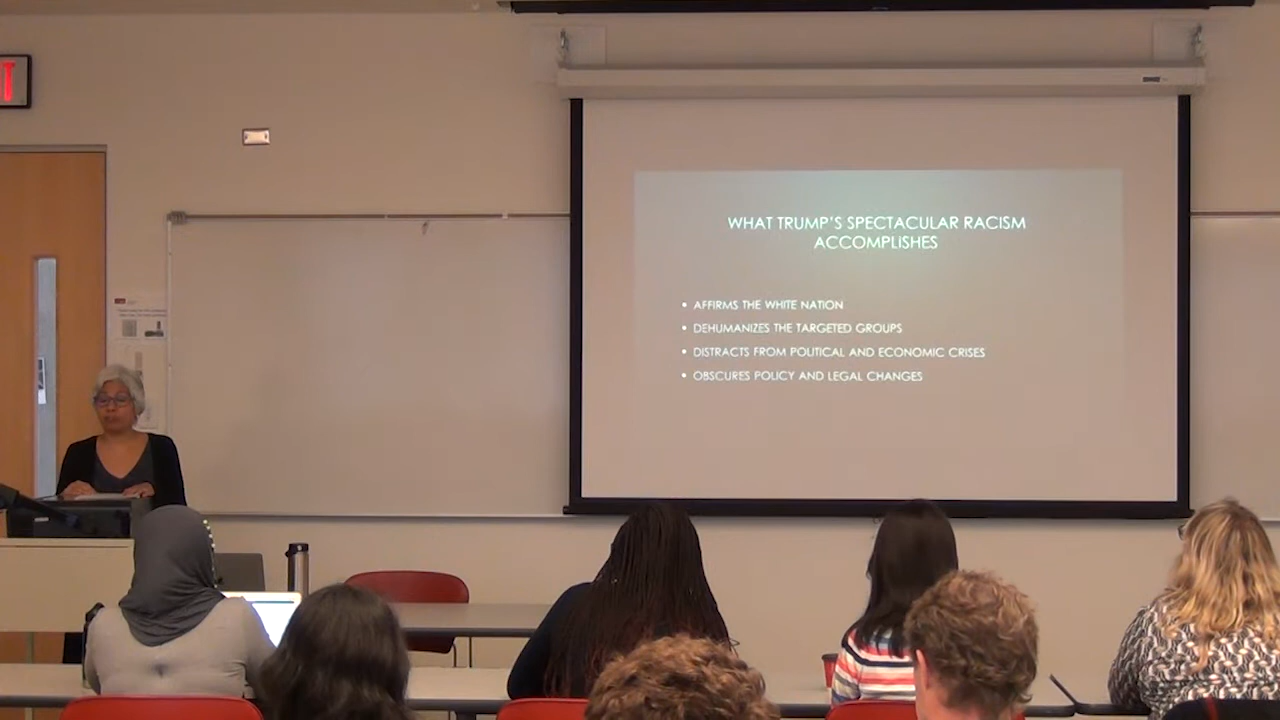 WHAT TRUMP'S SPECTACULAR RACISM
ACCOMPLISHES
• AFFIRMS THE WHITE NATION
• DEHUMANIZES THE TARGETED GROUPS
• DISTRACTS FROM POLITICAL AND ECONOMIC CRISES
• OBSCURES POLICY AND LEGAL CHANGES